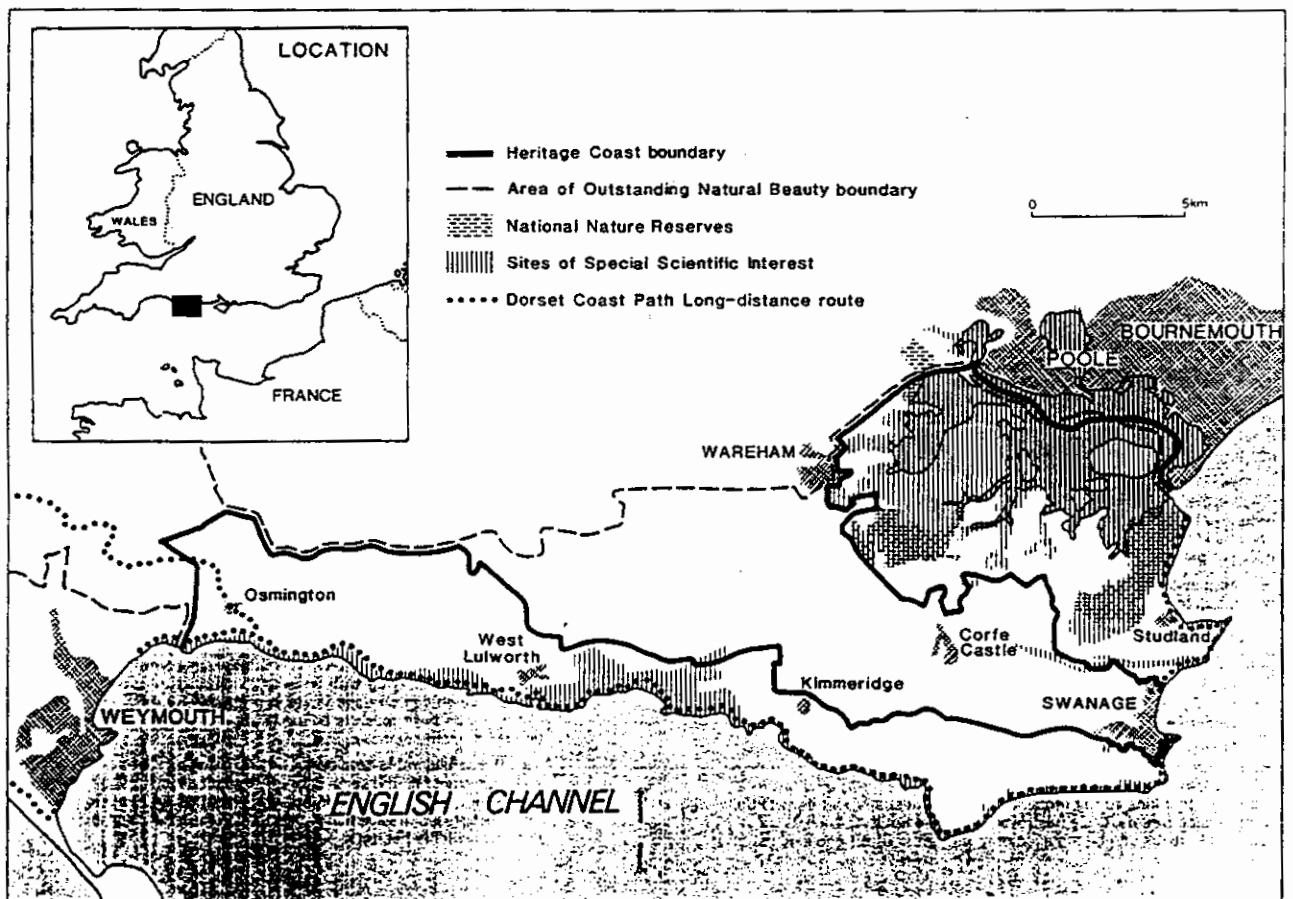 LOCATION
ENGLAND
WALES
FRANCE
Heritage Coast boundary
Area of Outstanding Natural Beauty boundary
National Nature Reserves
Sites of Special Scientific Interest
Dorset Coast Path Long-distance route
0 5km
BOURNEMOUTH
POOLE
WAREHAM
Osmington
West
Lulworth
Corfe
Castle
Studland
Kimmeridge
SWANAGE
WEYMOUTH
ENGLISH CHANNEL